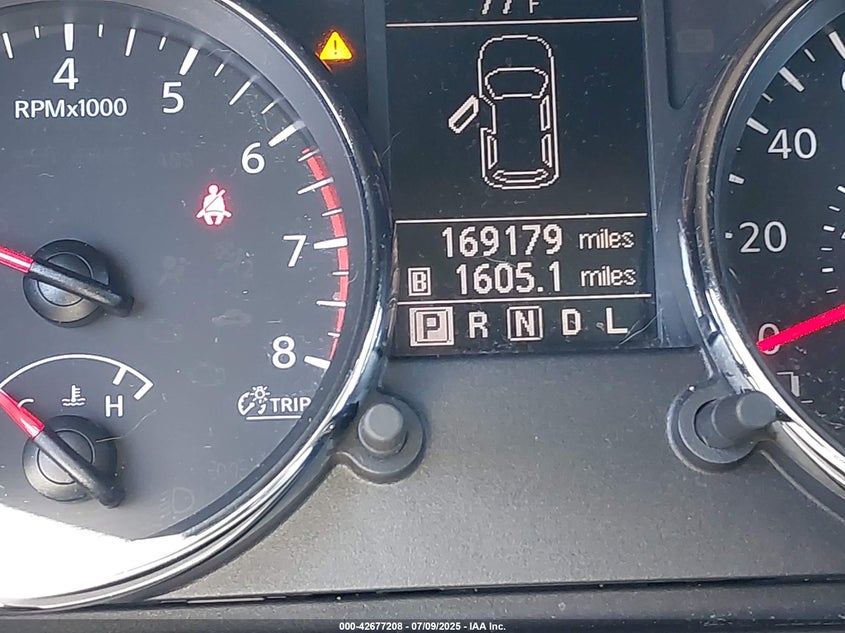 77°F
4
5
RPMx1000
6
7
8
H
TRIP
40
20
0
169179 miles
B 1605.1 miles
P R N D L
000-42677208 - 07/09/2025 - IAA Inc.